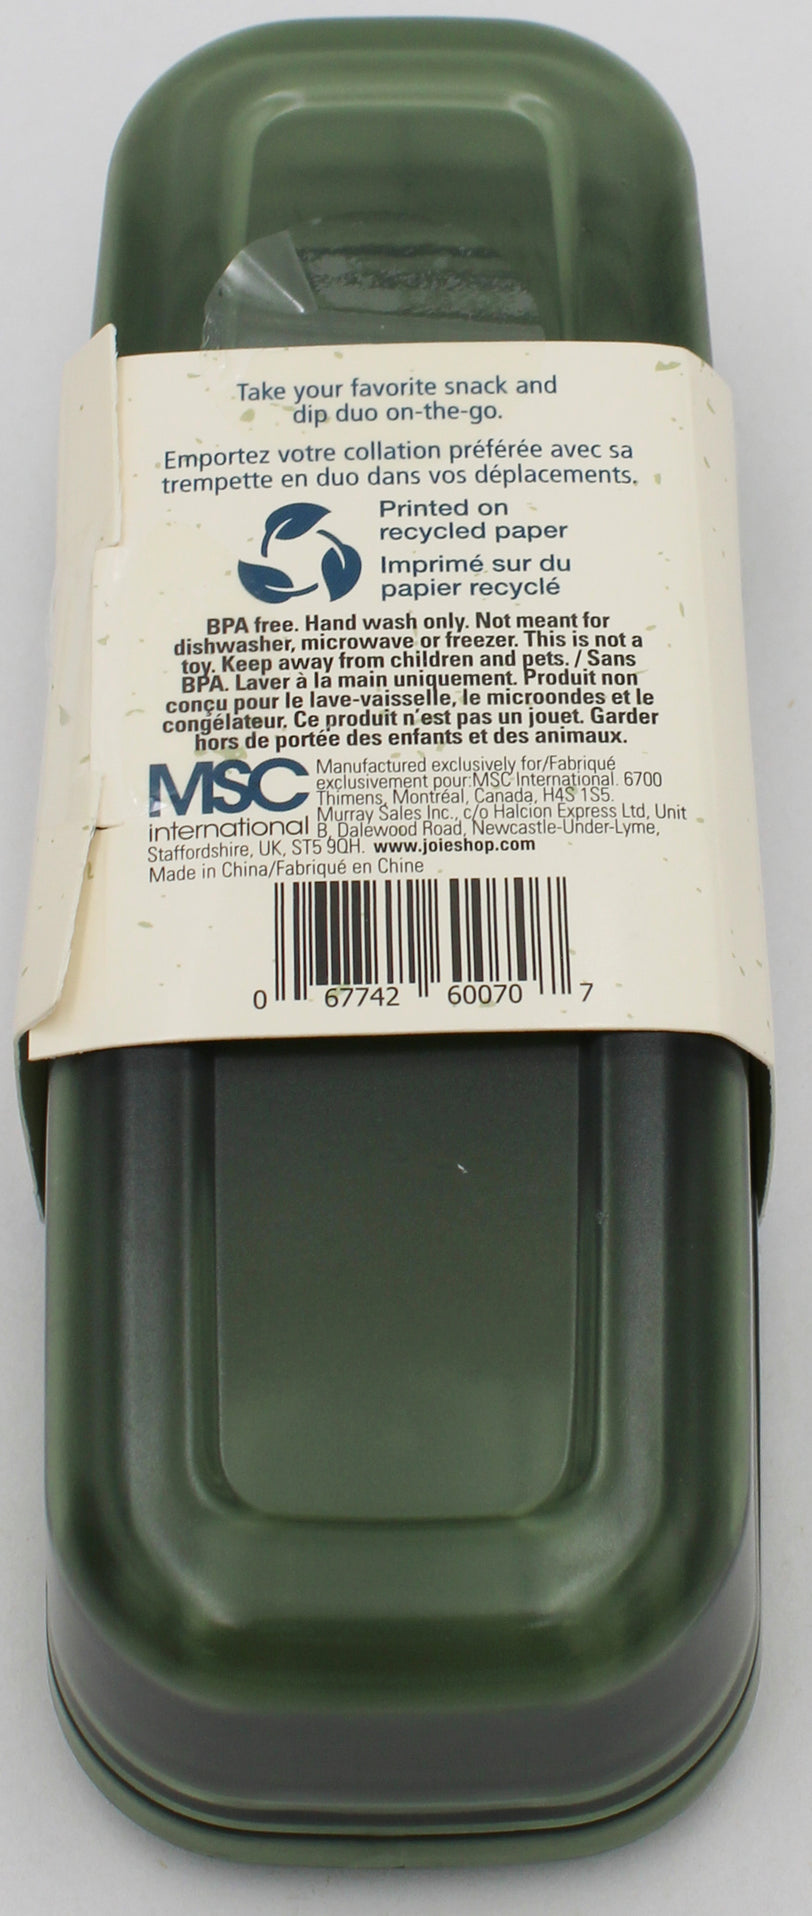 Take your favorite snack and
dip duo on-the-go.
Emportez votre collation préférée avec sa
trempette en duo dans vos déplacements.
Printed on
recycled paper
Imprimé sur du
papier recyclé
BPA free. Hand wash only. Not meant for
dishwasher, microwave or freezer. This is not a
toy. Keep away from children and pets. / Sans
BPA. Laver à la main uniquement. Produit non
conçu pour le lave-vaisselle, le microondes et le
congélateur. Ce produit n'est pas un jouet. Garder
hors de portée des enfants et des animaux.
MSC
international
Manufactured exclusively for/Fabriqué
exclusivement pour:MSC International. 6700
Thimens, Montréal, Canada, H4S 1S5.
Murray Sales Inc., c/o Halcion Express Ltd, Unit
B, Dalewood Road, Newcastle-Under-Lyme,
Staffordshire, UK, ST5 9QH. www.joieshop.com
Made in China/Fabriqué en Chine
0 67742 60070 7